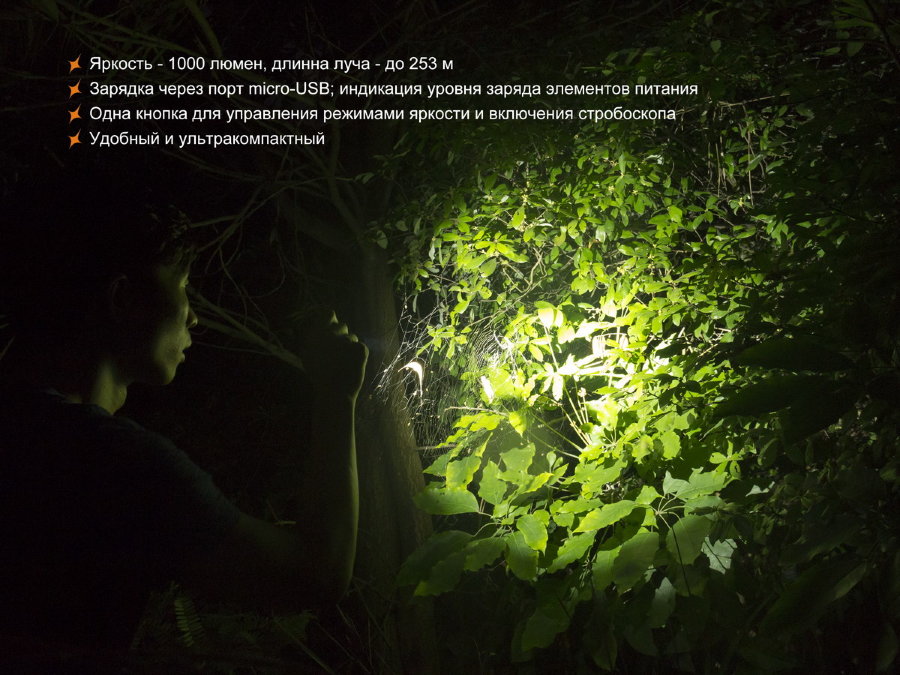 Яркость - 1000 люмен, длинна луча - до 253 м
Зарядка через порт micro-USB; индикация уровня заряда элементов питания
Одна кнопка для управления режимами яркости и включения стробоскопа
Удобный и ультракомпактный